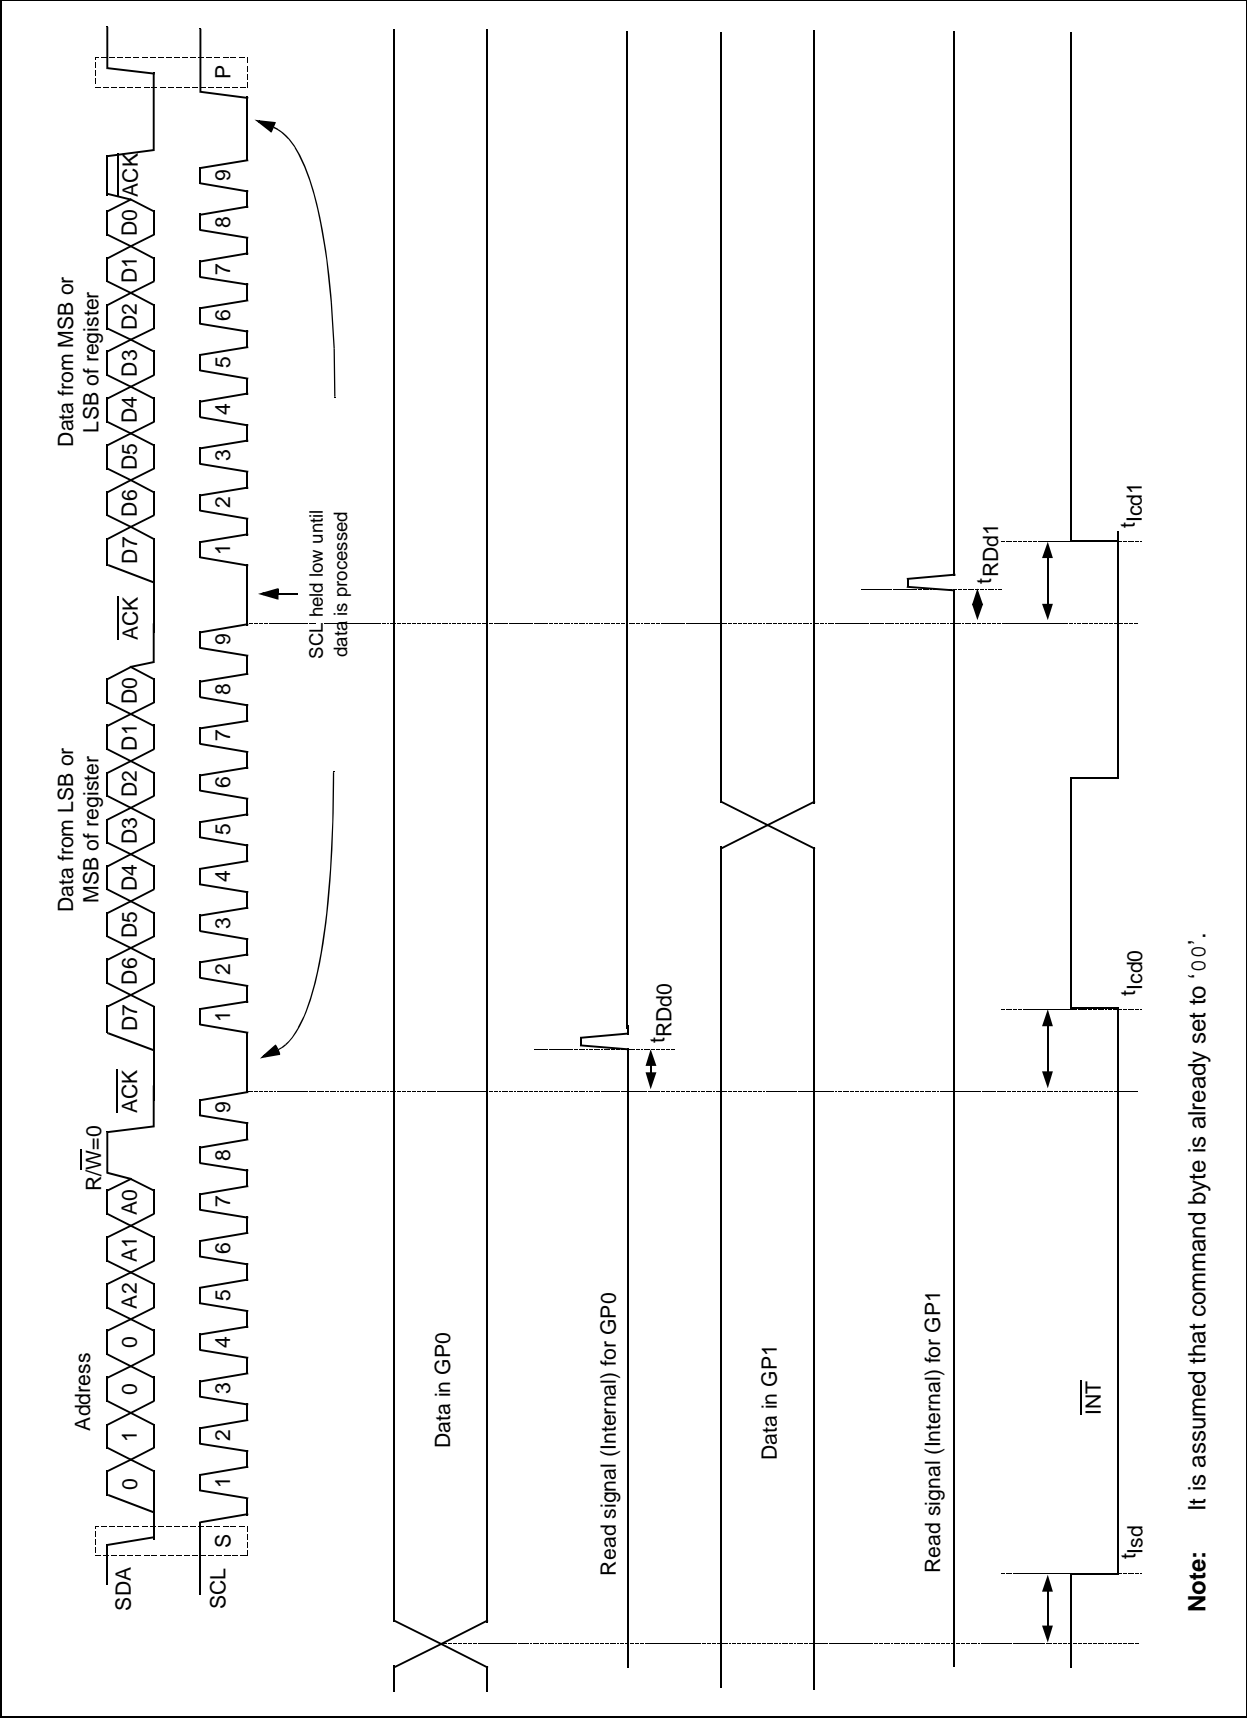 Address
R/W=0
Data from LSB or
MSB of register
Data from MSB or
LSB of register
SDA
0 1 0 0 A2 A1 A0 ACK D7 D6 D5 D4 D3 D2 D1 D0 ACK D7 D6 D5 D4 D3 D2 D1 D0 ACK
SCL
S 1 2 3 4 5 6 7 8 9 1 2 3 4 5 6 7 8 9 1 2 3 4 5 6 7 8 9 P
SCL held low until
data is processed
Data in GP0
Read signal (Internal) for GP0
tRDd0
Data in GP1
Read signal (Internal) for GP1
tRDd1
INT
tIsd
tIcd0
tIcd1
Note: It is assumed that command byte is already set to ‘00’.